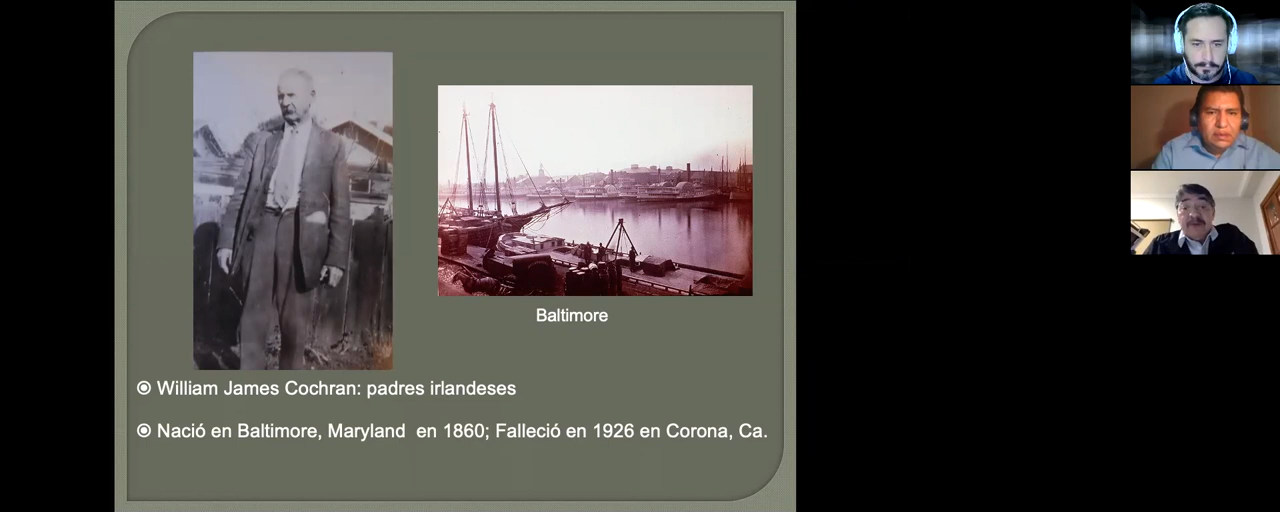 Baltimore
William James Cochran: padres irlandeses
Nació en Baltimore, Maryland en 1860; Falleció en 1926 en Corona, Ca.